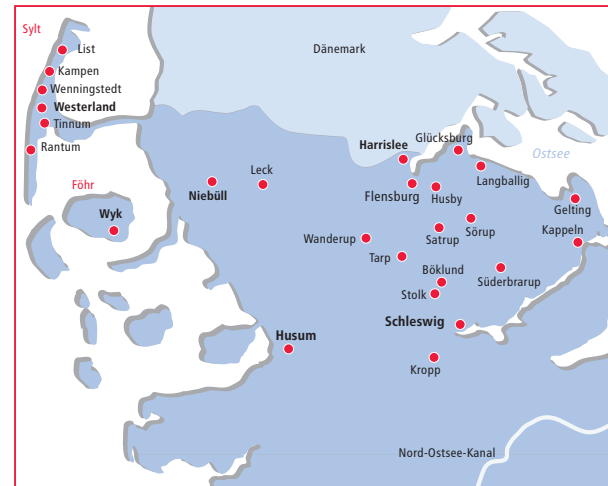 Sylt
List
Dänemark
Kampen
Wenningstedt
Westerland
Tinnum
Rantum
Harrislee
Glücksburg
Ostsee
Leck
Langballig
Föhr
Niebüll
Flensburg
Husby
Gelting
Wyk
Wanderup
Satrup
Sörup
Kappeln
Tarp
Böklund
Süderbrarup
Stolk
Schleswig
Husum
Kropp
Nord-Ostsee-Kanal